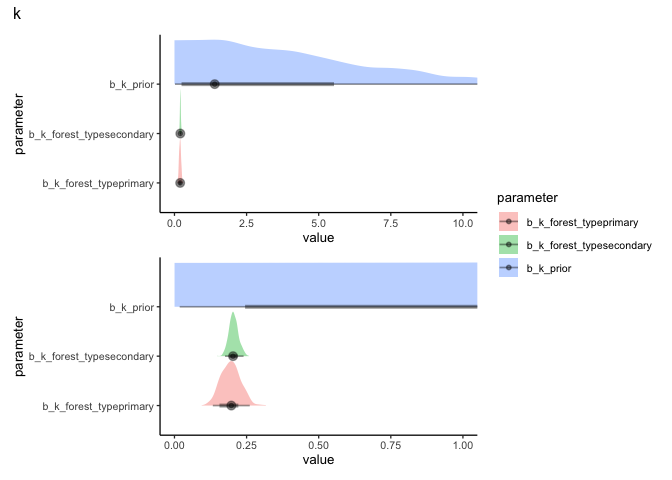 k
parameter
b_k_prior
b_k_forest_typesecondary
b_k_forest_typeprimary
0.0 2.5 5.0 7.5 10.0
value
parameter
b_k_forest_typeprimary
b_k_forest_typesecondary
b_k_prior
parameter
b_k_prior
b_k_forest_typesecondary
b_k_forest_typeprimary
0.00 0.25 0.50 0.75 1.00
value